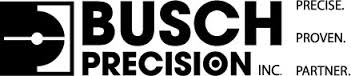 BUSCH
PRECISION INC.
PRECISE.
PROVEN.
PARTNER.